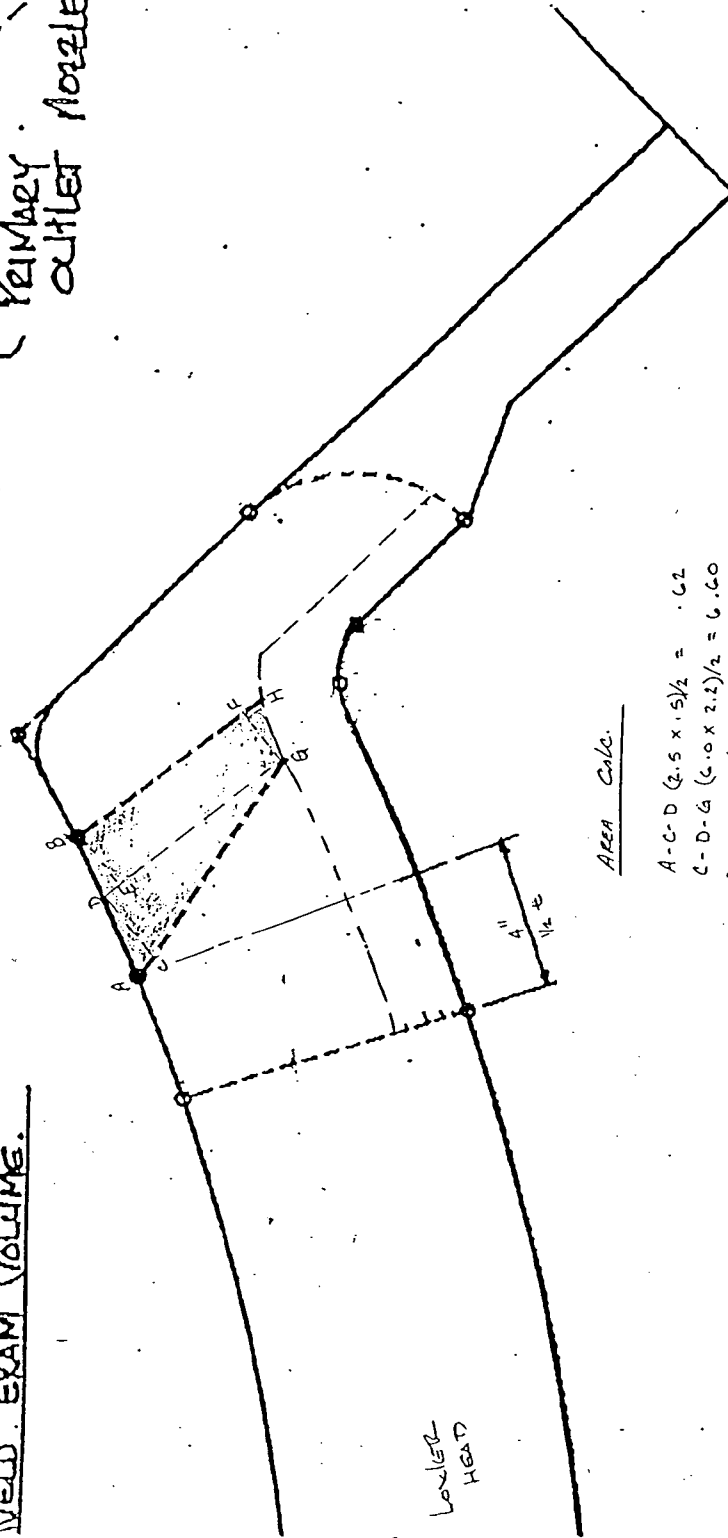 WELD EXAM VOLUME.
( PRIMARY
OUTLET NOZZLE
B
D
E
A
C
F
H
G
4"
1/2 t
LOWER
HEAD
AREA CALC.
A-C-D (2.5 x .5)/2 = .62
C-D-G (6.0 x 2.2)/2 = 6.60